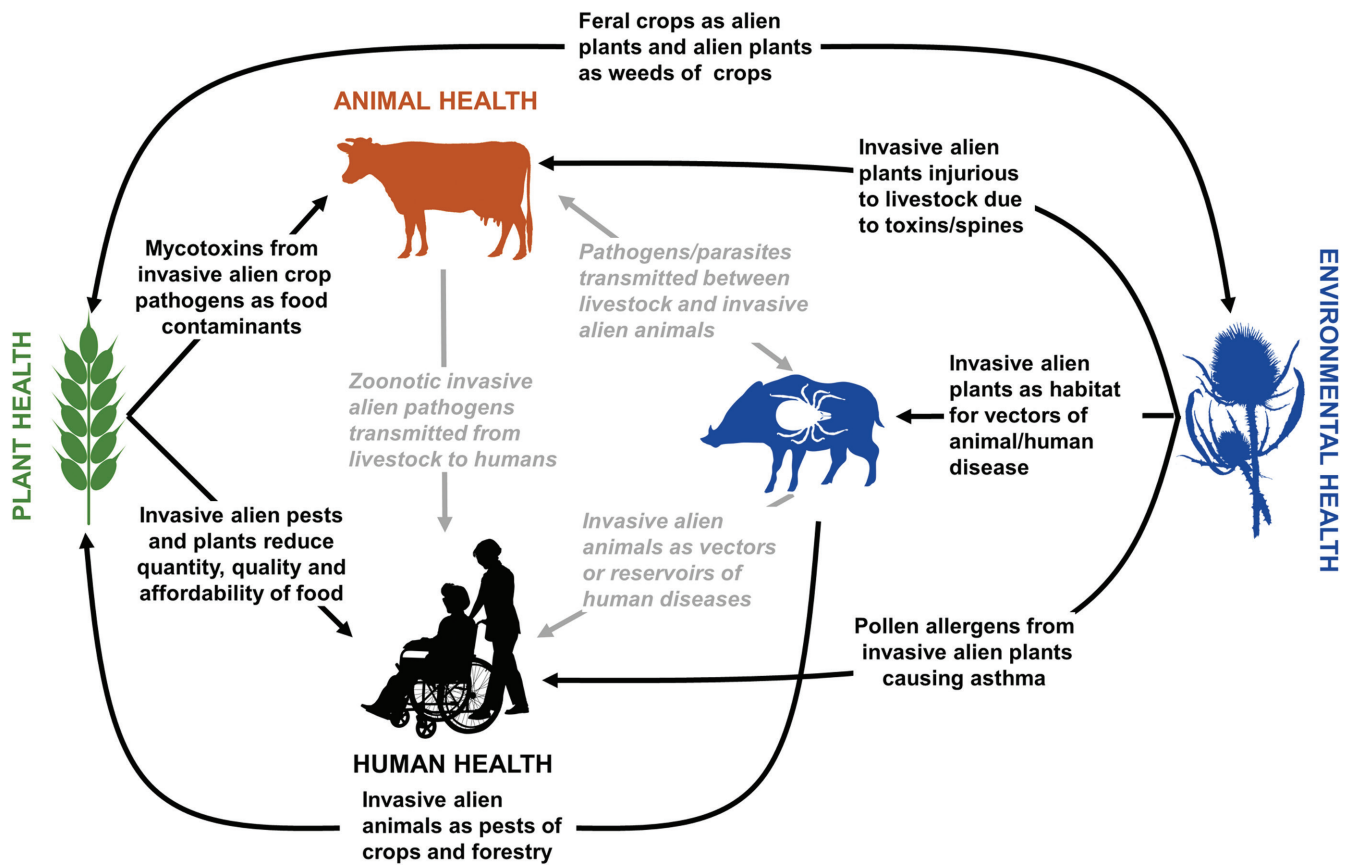 Feral crops as alien
plants and alien plants
as weeds of crops
ANIMAL HEALTH
Invasive alien
plants injurious
to livestock due
to toxins/spines
Mycotoxins from
invasive alien crop
pathogens as food
contaminants
Pathogens/parasites
transmitted between
livestock and invasive
alien animals
PLANT HEALTH
ENVIRONMENTAL HEALTH
Zoonotic invasive
alien pathogens
transmitted from
livestock to humans
Invasive alien
plants as habitat
for vectors of
animal/human
disease
Invasive alien pests
and plants reduce
quantity, quality and
affordability of food
Invasive alien
animals as vectors
or reservoirs of
human diseases
Pollen allergens from
invasive alien plants
causing asthma
HUMAN HEALTH
Invasive alien
animals as pests of
crops and forestry